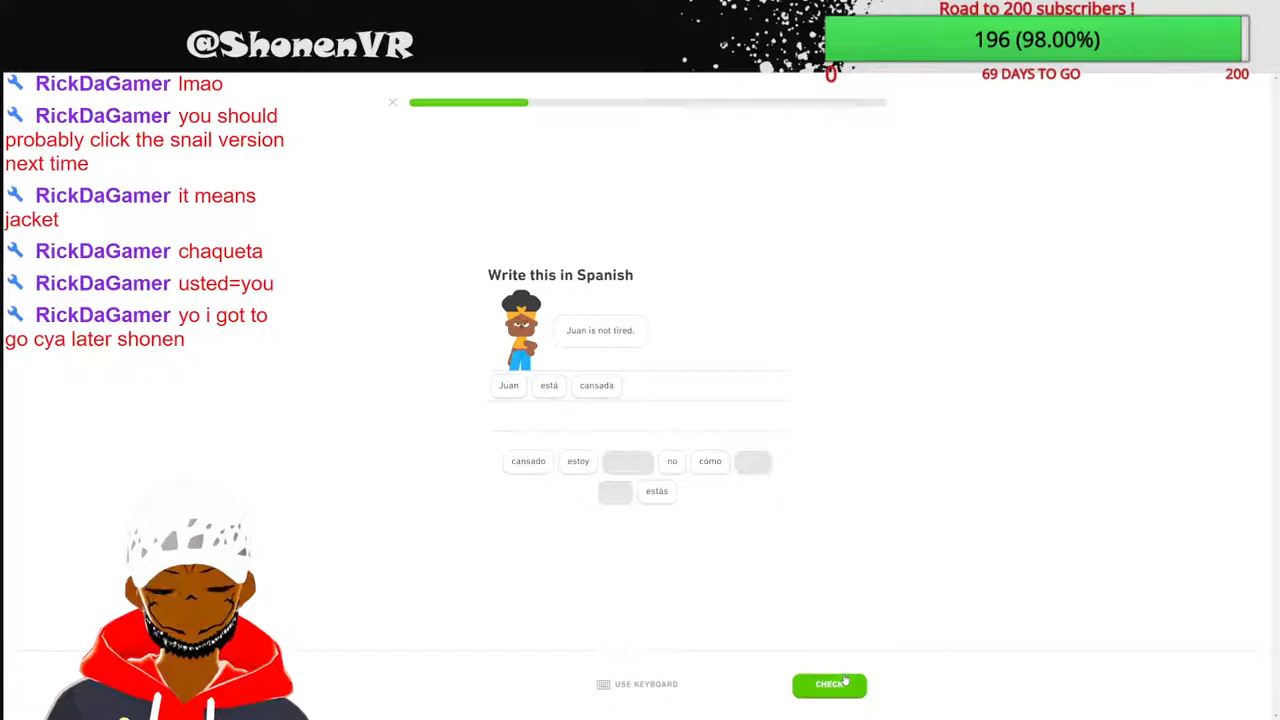 @ShonenVR
Road to 200 subscribers !
196 (98.00%)
0
69 DAYS TO GO
200
RickDaGamer lmao
RickDaGamer you should
probably click the snail version
next time
RickDaGamer it means
jacket
RickDaGamer chaqueta
RickDaGamer usted=you
RickDaGamer yo i got to
go cya later shonen
Write this in Spanish
Juan is not tired.
Juan está cansada
cansado estoy no cómo
estás
USE KEYBOARD
CHECK